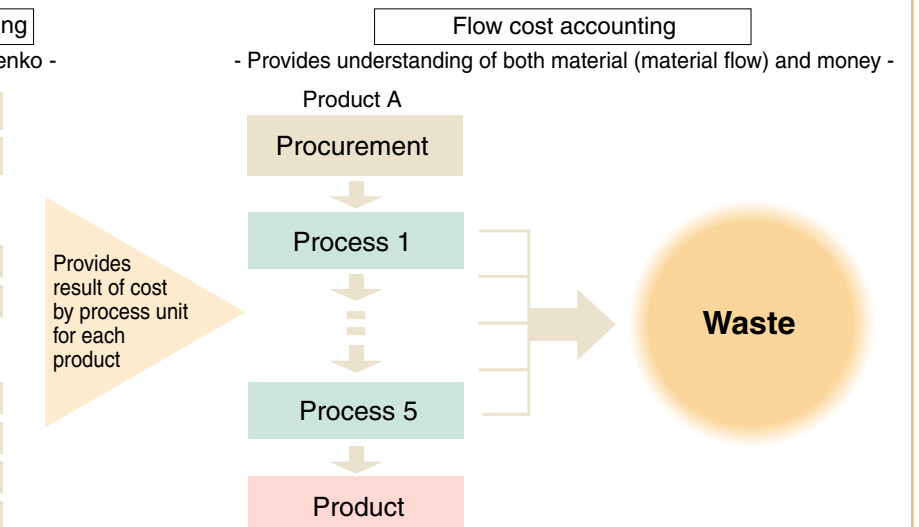 ng
enko -
Flow cost accounting
- Provides understanding of both material (material flow) and money -
Product A
Procurement
Process 1
Provides
result of cost
by process unit
for each
product
Waste
Process 5
Product